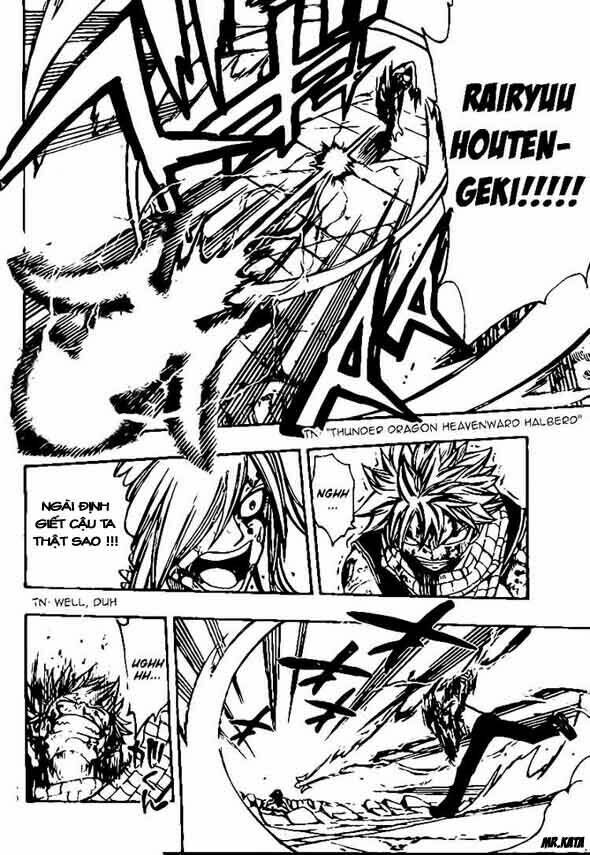 RAIRYUU
HOUTEN-
GEKI!!!!!
TN: "THUNDER DRAGON HEAVENWARD HALBERD"
NGHH
...
NGÀI ĐỊNH
GIẾT CẬU TA
THẬT SAO !!!
TN: WELL, DUH
UGHH
HH...
MR.KATA